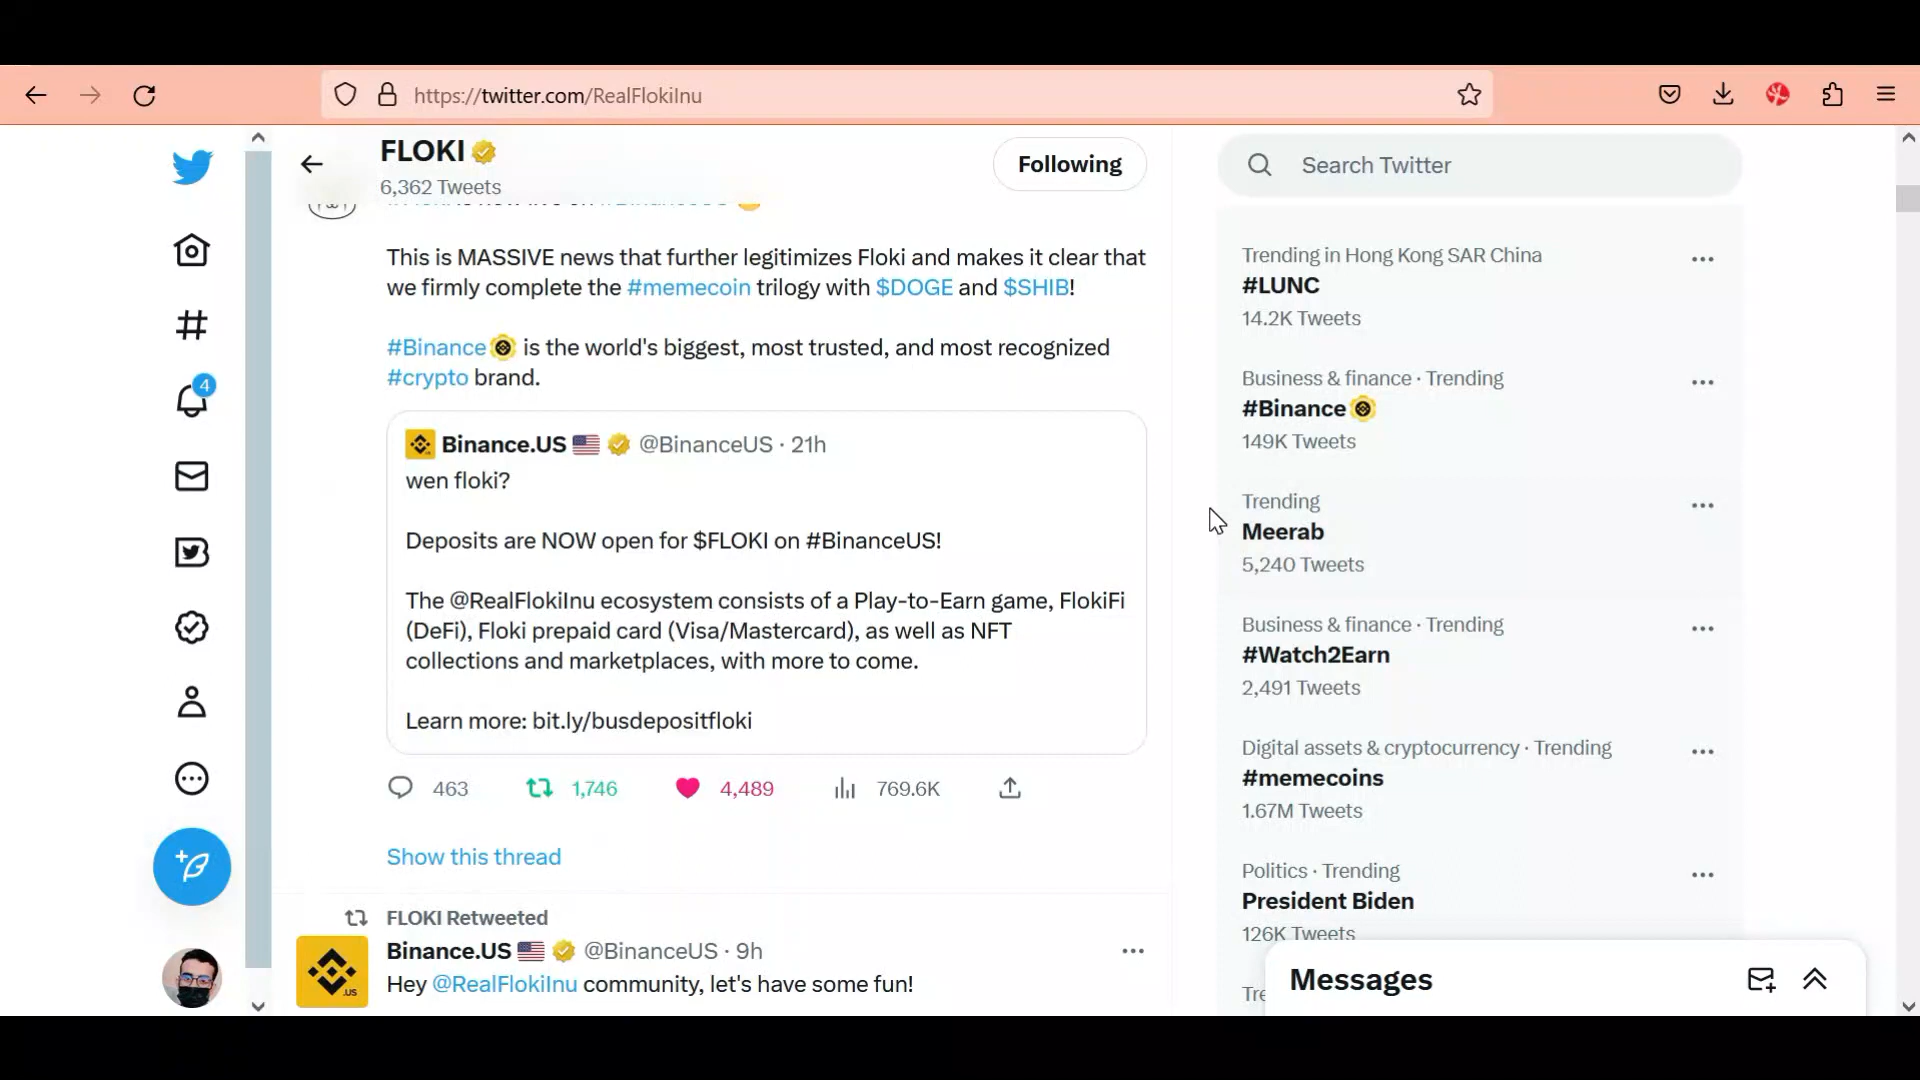 https://twitter.com/RealFlokiInu
FLOKI
6,362 Tweets
Following
This is MASSIVE news that further legitimizes Floki and makes it clear that
we firmly complete the #memecoin trilogy with $DOGE and $SHIB!
#Binance is the world's biggest, most trusted, and most recognized
#crypto brand.
Binance.US @BinanceUS · 21h
wen floki?
Deposits are NOW open for $FLOKI on #BinanceUS!
The @RealFlokiInu ecosystem consists of a Play-to-Earn game, FlokiFi
(DeFi), Floki prepaid card (Visa/Mastercard), as well as NFT
collections and marketplaces, with more to come.
Learn more: bit.ly/busdepositfloki
463 1,746 4,489 769.6K
Show this thread
FLOKI Retweeted
Binance.US @BinanceUS · 9h
Hey @RealFlokiInu community, let's have some fun!
4
Search Twitter
Trending in Hong Kong SAR China
#LUNC
14.2K Tweets
Business & finance · Trending
#Binance
149K Tweets
Trending
Meerab
5,240 Tweets
Business & finance · Trending
#Watch2Earn
2,491 Tweets
Digital assets & cryptocurrency · Trending
#memecoins
1.67M Tweets
Politics · Trending
President Biden
126K Tweets
Messages